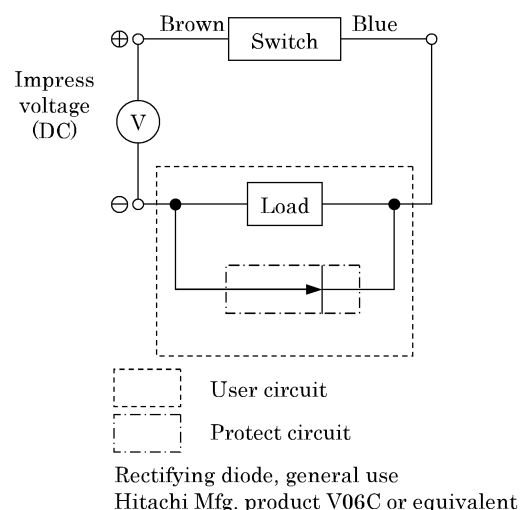 ⊕ Brown Switch Blue
Impress
voltage
(DC)
V
⊖ Load
User circuit
Protect circuit
Rectifying diode, general use
Hitachi Mfg. product V06C or equivalent